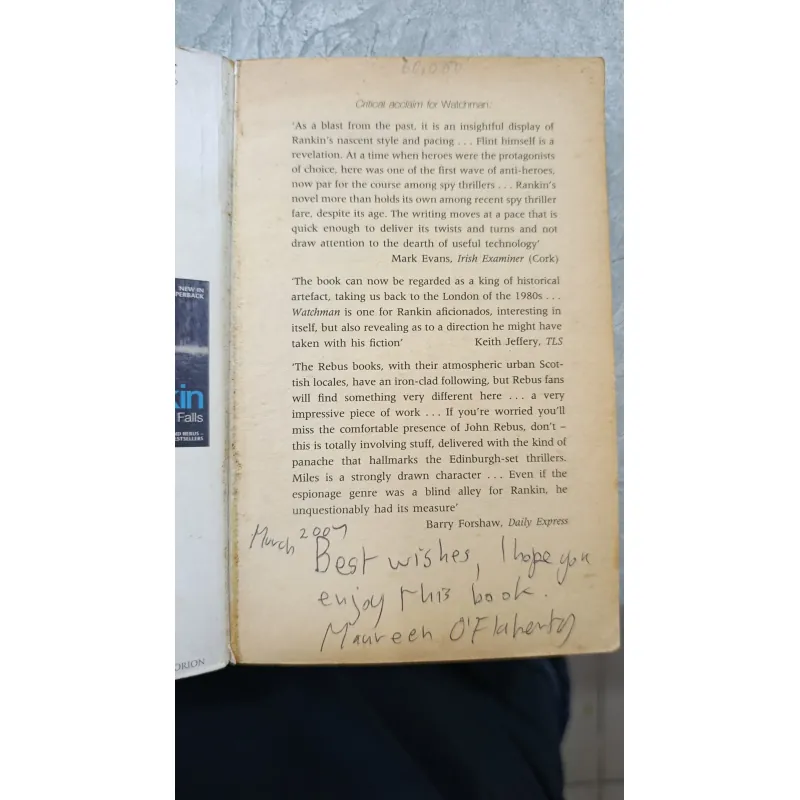 60,000
Critical acclaim for Watchman:
'As a blast from the past, it is an insightful display of
Rankin's nascent style and pacing . . . Flint himself is a
revelation. At a time when heroes were the protagonists
of choice, here was one of the first wave of anti-heroes,
now par for the course among spy thrillers . . . Rankin's
novel more than holds its own among recent spy thriller
fare, despite its age. The writing moves at a pace that is
quick enough to deliver its twists and turns and not
draw attention to the dearth of useful technology'
Mark Evans, Irish Examiner (Cork)
'The book can now be regarded as a king of historical
artefact, taking us back to the London of the 1980s . . .
Watchman is one for Rankin aficionados, interesting in
itself, but also revealing as to a direction he might have
taken with his fiction' Keith Jeffery, TLS
'The Rebus books, with their atmospheric urban Scot-
tish locales, have an iron-clad following, but Rebus fans
will find something very different here . . . a very
impressive piece of work . . . If you're worried you'll
miss the comfortable presence of John Rebus, don't –
this is totally involving stuff, delivered with the kind of
panache that hallmarks the Edinburgh-set thrillers.
Miles is a strongly drawn character . . . Even if the
espionage genre was a blind alley for Rankin, he
unquestionably had its measure'
Barry Forshaw, Daily Express
March 2007
Best wishes, I hope you
enjoy this book.
Maureen O'Flaherty
NEW IN
PERBACK
kin
Falls
ND REBUS –
ESTSELLERS
ORION